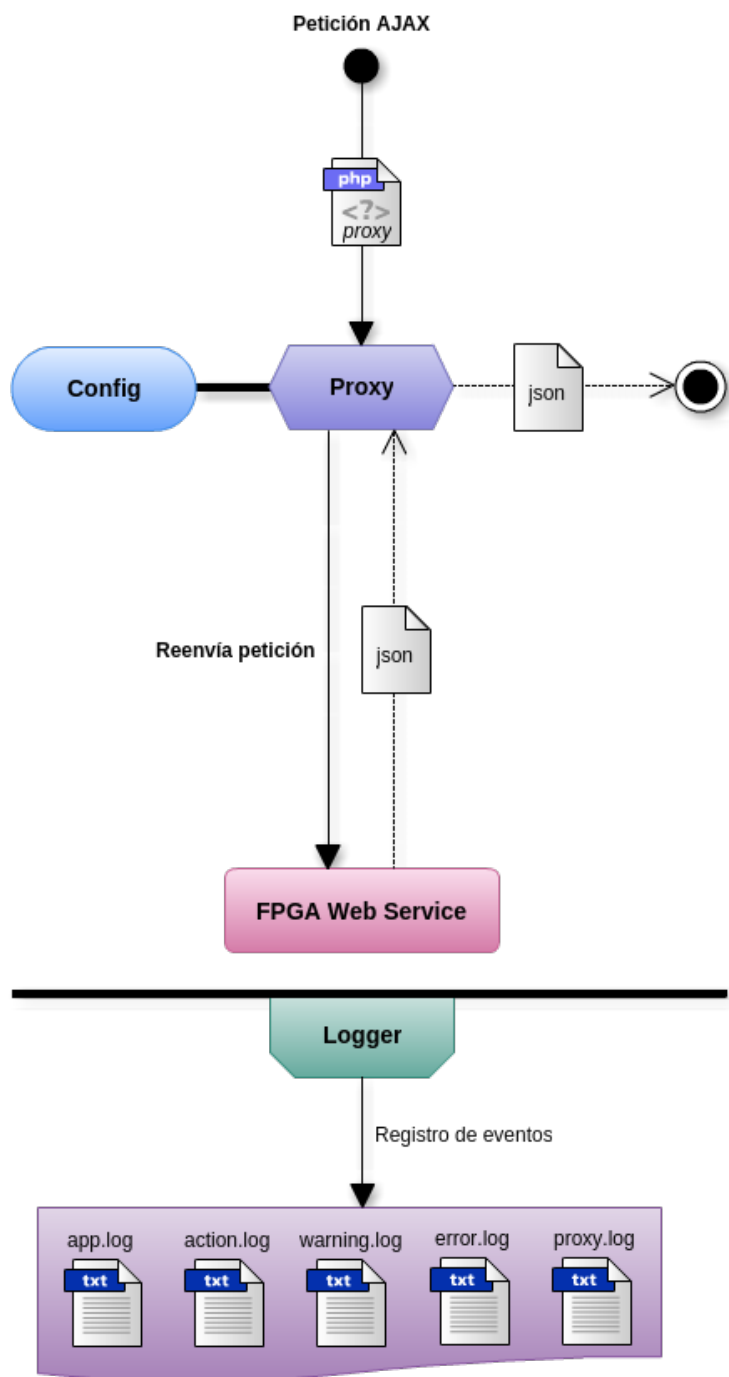 Petición AJAX
php
<?>
proxy
Config
Proxy
json
Reenvía petición
json
FPGA Web Service
Logger
Registro de eventos
app.log
action.log
warning.log
error.log
proxy.log
txt
txt
txt
txt
txt